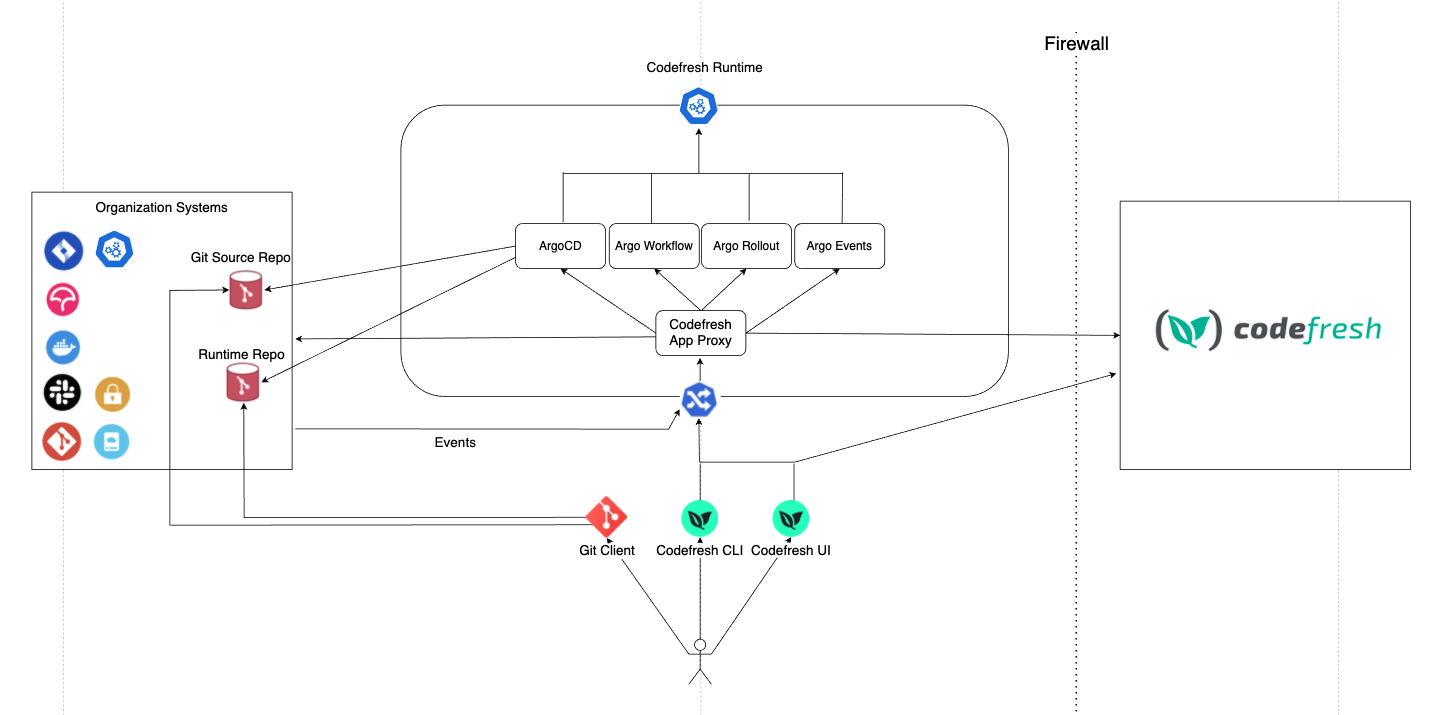 Firewall
Codefresh Runtime
Organization Systems
Git Source Repo
ArgoCD
Argo Workflow
Argo Rollout
Argo Events
Codefresh
App Proxy
codefresh
Runtime Repo
Events
Git Client
Codefresh CLI
Codefresh UI